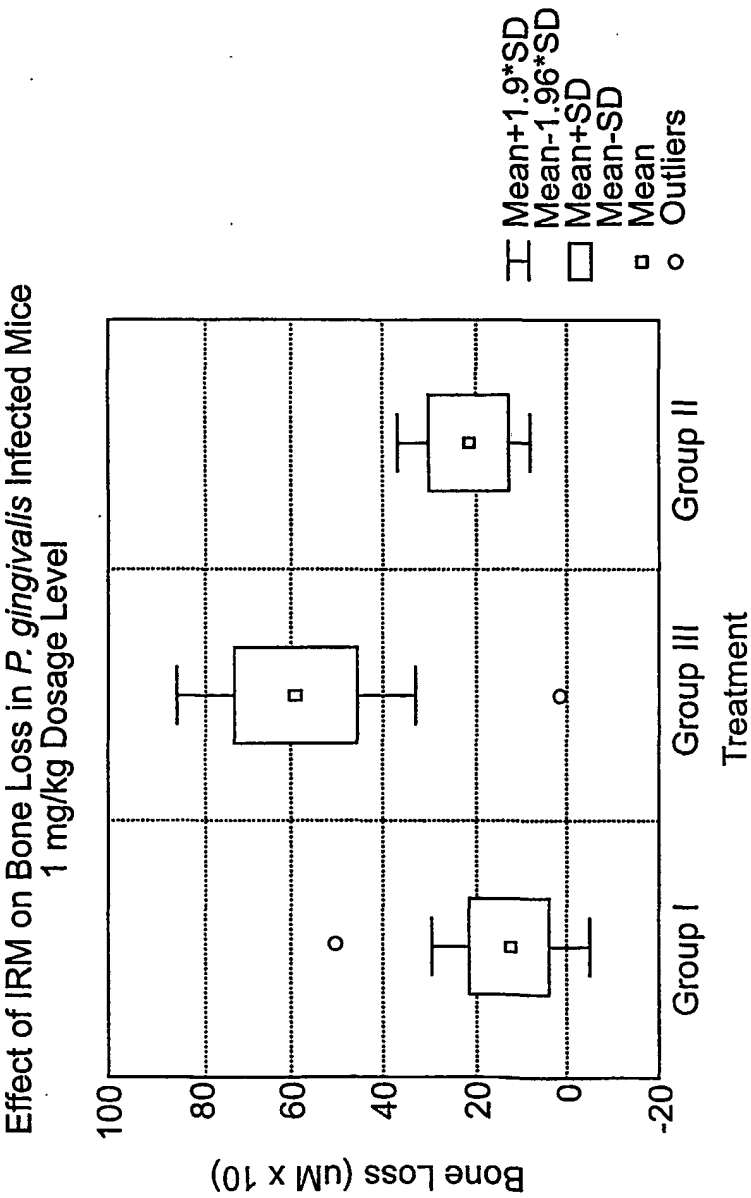 Effect of IRM on Bone Loss in P. gingivalis Infected Mice
1 mg/kg Dosage Level
Bone Loss (uM x 10)
100
80
60
40
20
0
-20
Group I
Group III
Group II
Treatment
Mean+1.9*SD
Mean-1.96*SD
Mean+SD
Mean-SD
Mean
Outliers